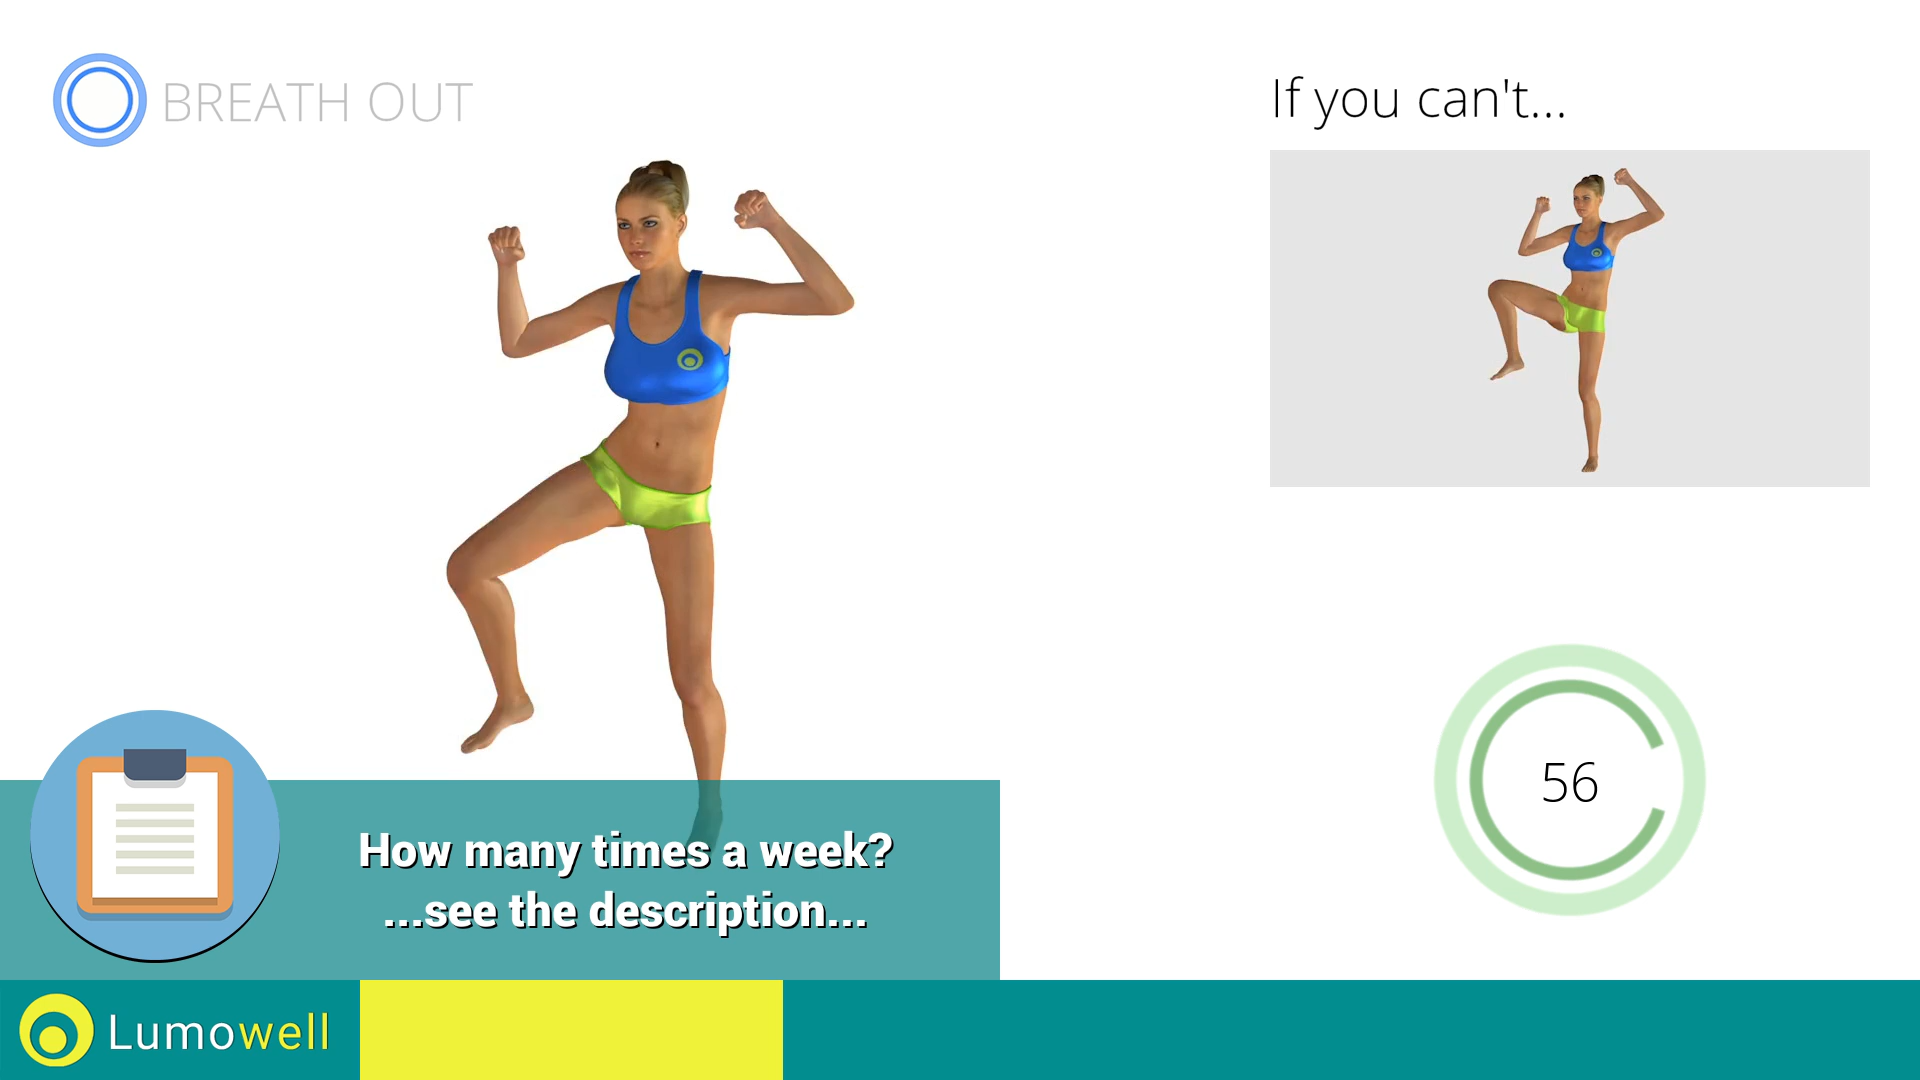 BREATH OUT
If you can't...
56
How many times a week?
...see the description...
Lumowell